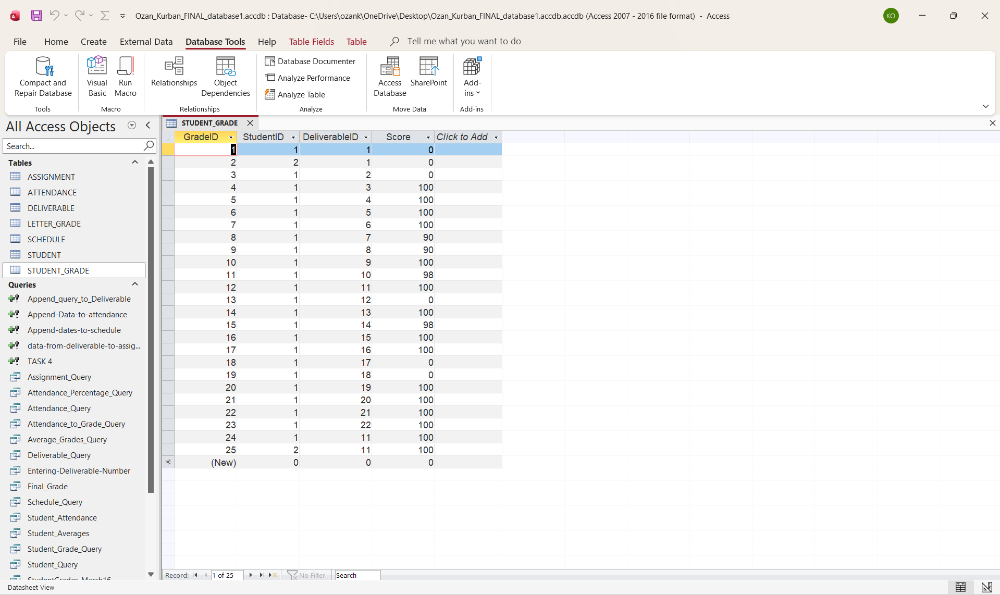 Ozan_Kurban_FINAL_database1.accdb : Database- C:\Users\ozank\OneDrive\Desktop\Ozan_Kurban_FINAL_database1.accdb.accdb (Access 2007 - 2016 file format) - Access
KO
File Home Create External Data Database Tools Help Table Fields Table Tell me what you want to do
Compact and Repair Database
Tools
Visual Basic
Run Macro
Macro
Relationships
Object Dependencies
Relationships
Database Documenter
Analyze Performance
Analyze Table
Analyze
Access Database
SharePoint
Move Data
Add-ins
Add-ins
All Access Objects
Search...
Tables
ASSIGNMENT
ATTENDANCE
DELIVERABLE
LETTER_GRADE
SCHEDULE
STUDENT
STUDENT_GRADE
Queries
Append_query_to_Deliverable
Append-Data-to-attendance
Append-dates-to-schedule
data-from-deliverable-to-assig...
TASK 4
Assignment_Query
Attendance_Percentage_Query
Attendance_Query
Attendance_to_Grade_Query
Average_Grades_Query
Deliverable_Query
Entering-Deliverable-Number
Final_Grade
Schedule_Query
Student_Attendance
Student_Averages
Student_Grade_Query
Student_Query
StudentGrades_March16
STUDENT_GRADE
GradeID StudentID DeliverableID Score Click to Add
1 1 1 0
2 2 1 0
3 1 2 0
4 1 3 100
5 1 4 100
6 1 5 100
7 1 6 100
8 1 7 90
9 1 8 90
10 1 9 100
11 1 10 98
12 1 11 100
13 1 12 0
14 1 13 100
15 1 14 98
16 1 15 100
17 1 16 100
18 1 17 0
19 1 18 0
20 1 19 100
21 1 20 100
22 1 21 100
23 1 22 100
24 1 11 100
25 2 11 100
(New) 0 0 0
Record: 1 of 25 No Filter Search
Datasheet View